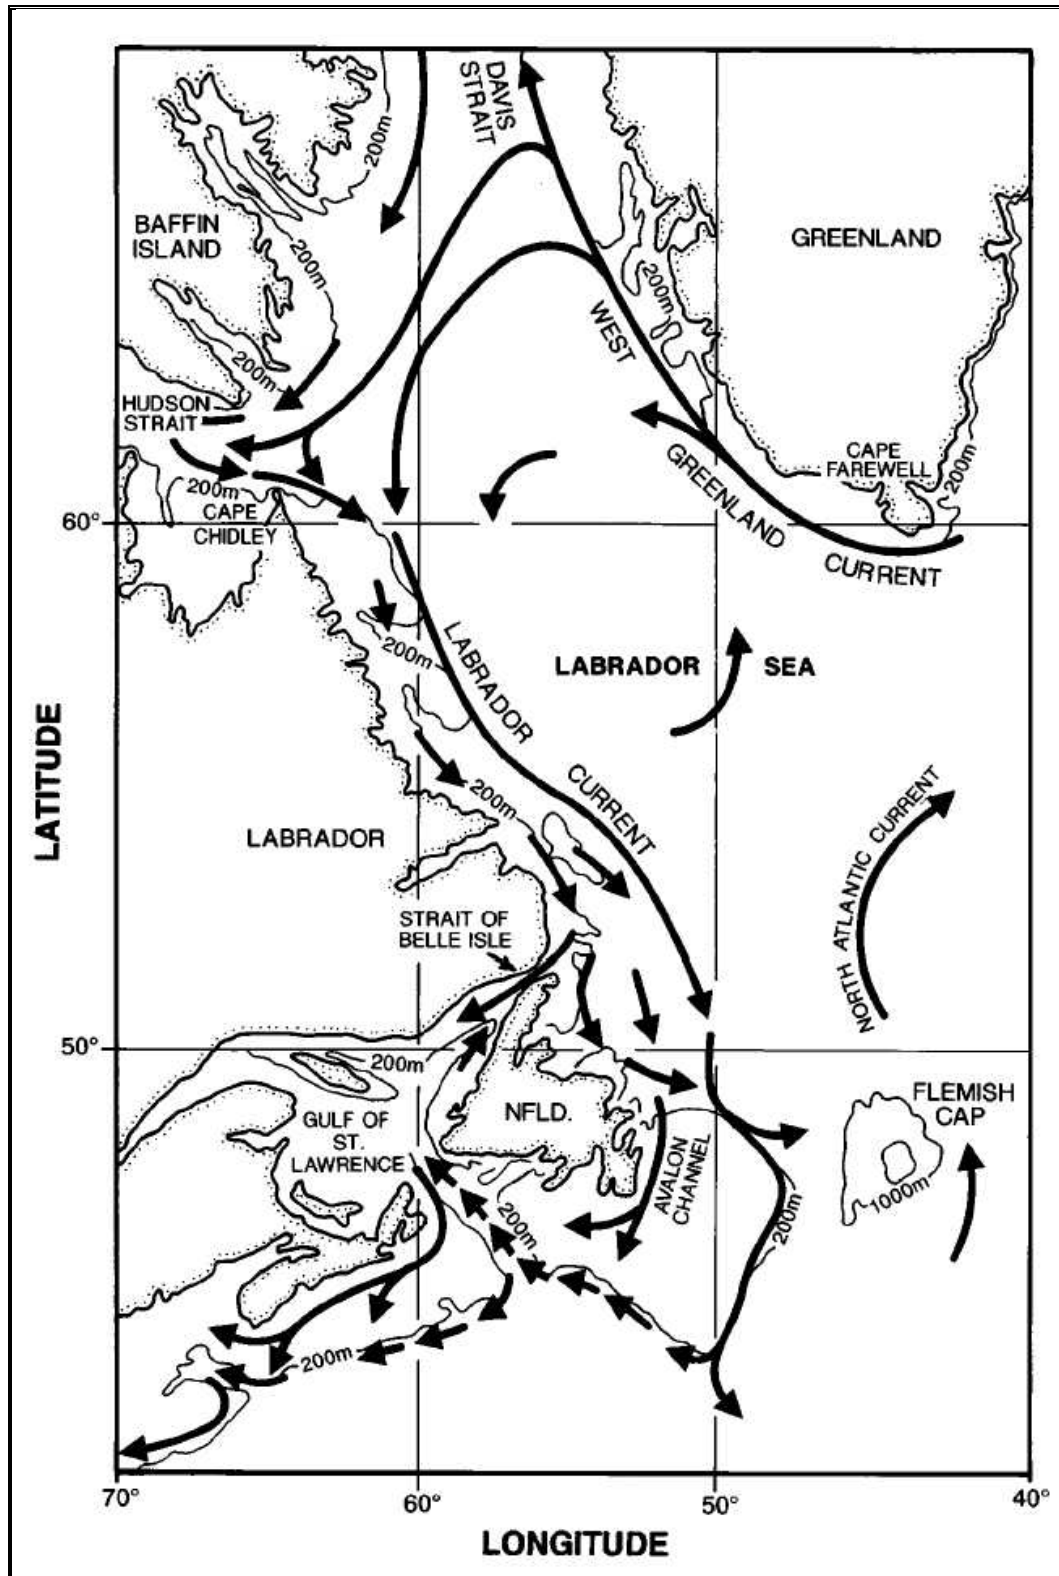 DAVIS
STRAIT
200m
BAFFIN
ISLAND
GREENLAND
200m
200m
WEST
GREENLAND
CURRENT
200m
HUDSON
STRAIT
CAPE
FAREWELL
200m
200m
CAPE
CHIDLEY
60°
200m
LABRADOR
CURRENT
LABRADOR SEA
LATITUDE
200m
LABRADOR
NORTH ATLANTIC CURRENT
STRAIT OF
BELLE ISLE
50°
200m
FLEMISH
CAP
NFLD.
GULF OF
ST.
LAWRENCE
AVALON
CHANNEL
1000m
200m
200m
200m
70°
60°
50°
40°
LONGITUDE